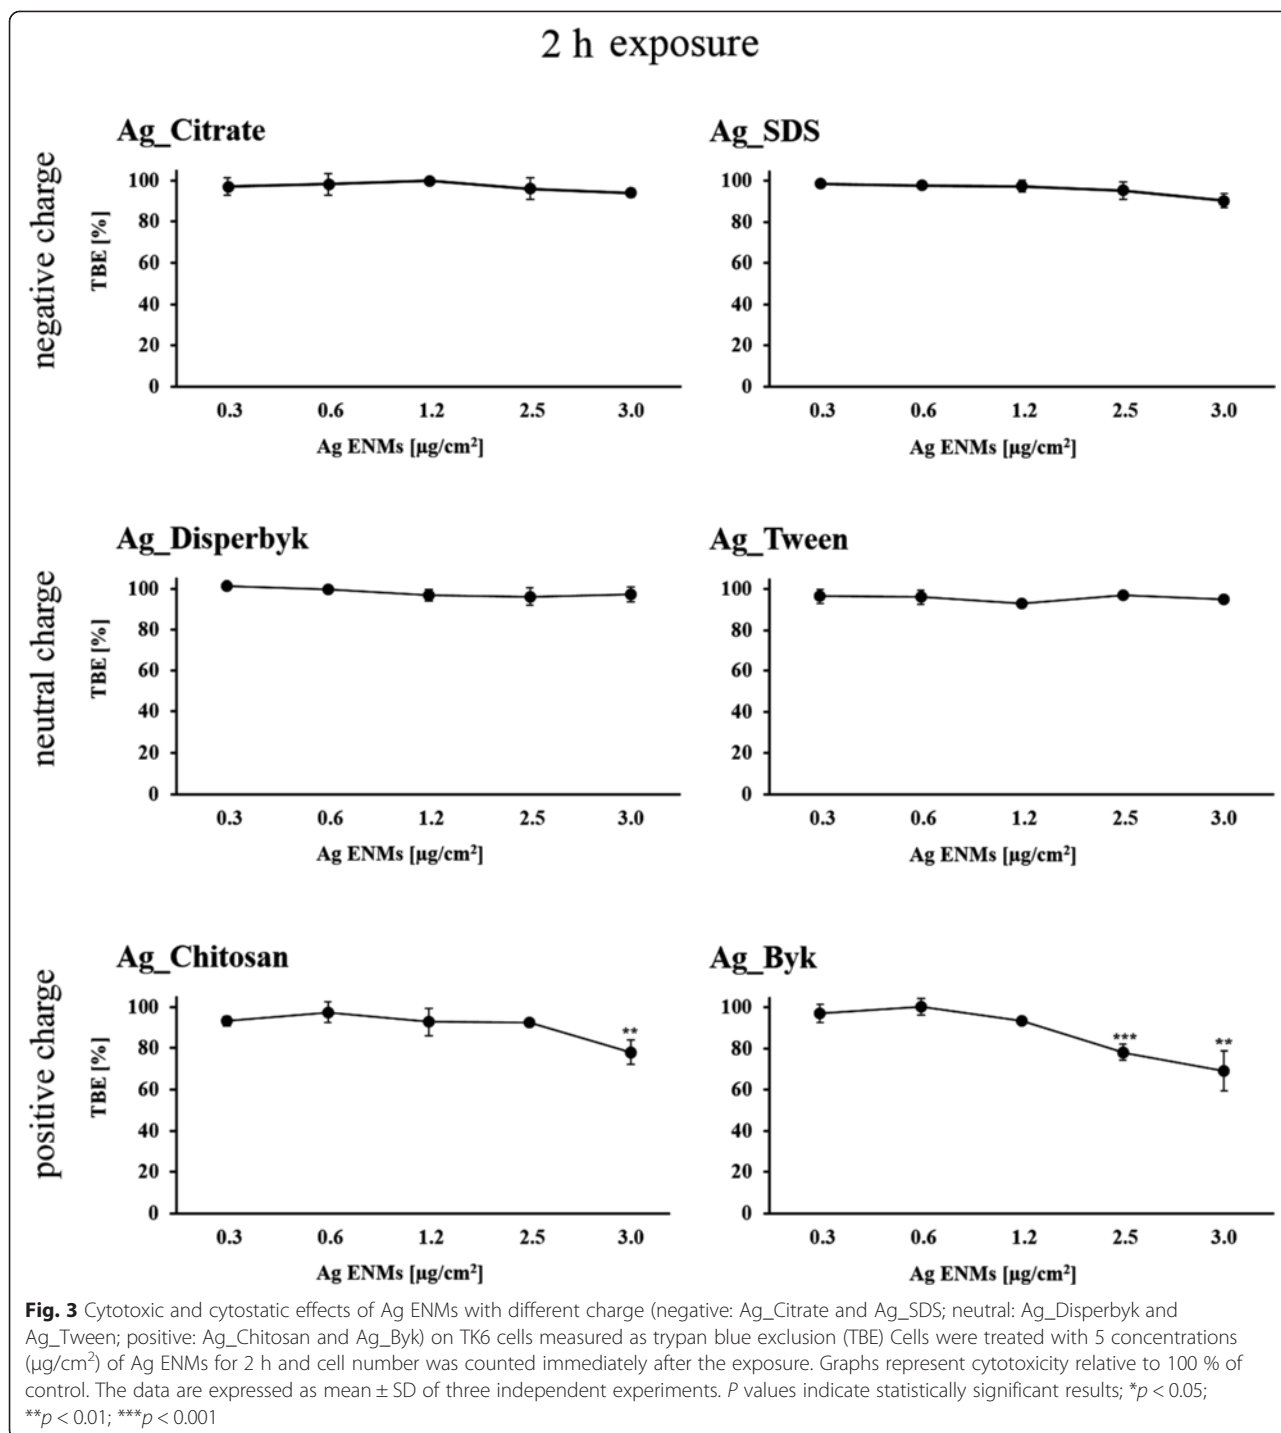 2 h exposure
negative charge
Ag_Citrate
TBE [%]
100
80
60
40
20
0
0.3 0.6 1.2 2.5 3.0
Ag ENMs [µg/cm²]
Ag_SDS
TBE [%]
100
80
60
40
20
0
0.3 0.6 1.2 2.5 3.0
Ag ENMs [µg/cm²]
neutral charge
Ag_Disperbyk
TBE [%]
100
80
60
40
20
0
0.3 0.6 1.2 2.5 3.0
Ag ENMs [µg/cm²]
Ag_Tween
TBE [%]
100
80
60
40
20
0
0.3 0.6 1.2 2.5 3.0
Ag ENMs [µg/cm²]
positive charge
Ag_Chitosan
TBE [%]
100
80
60
40
20
0
**
0.3 0.6 1.2 2.5 3.0
Ag ENMs [µg/cm²]
Ag_Byk
TBE [%]
100
80
60
40
20
0
*** **
0.3 0.6 1.2 2.5 3.0
Ag ENMs [µg/cm²]
Fig. 3 Cytotoxic and cytostatic effects of Ag ENMs with different charge (negative: Ag_Citrate and Ag_SDS; neutral: Ag_Disperbyk and
Ag_Tween; positive: Ag_Chitosan and Ag_Byk) on TK6 cells measured as trypan blue exclusion (TBE) Cells were treated with 5 concentrations
(µg/cm²) of Ag ENMs for 2 h and cell number was counted immediately after the exposure. Graphs represent cytotoxicity relative to 100 % of
control. The data are expressed as mean ± SD of three independent experiments. P values indicate statistically significant results; *p < 0.05;
**p < 0.01; ***p < 0.001